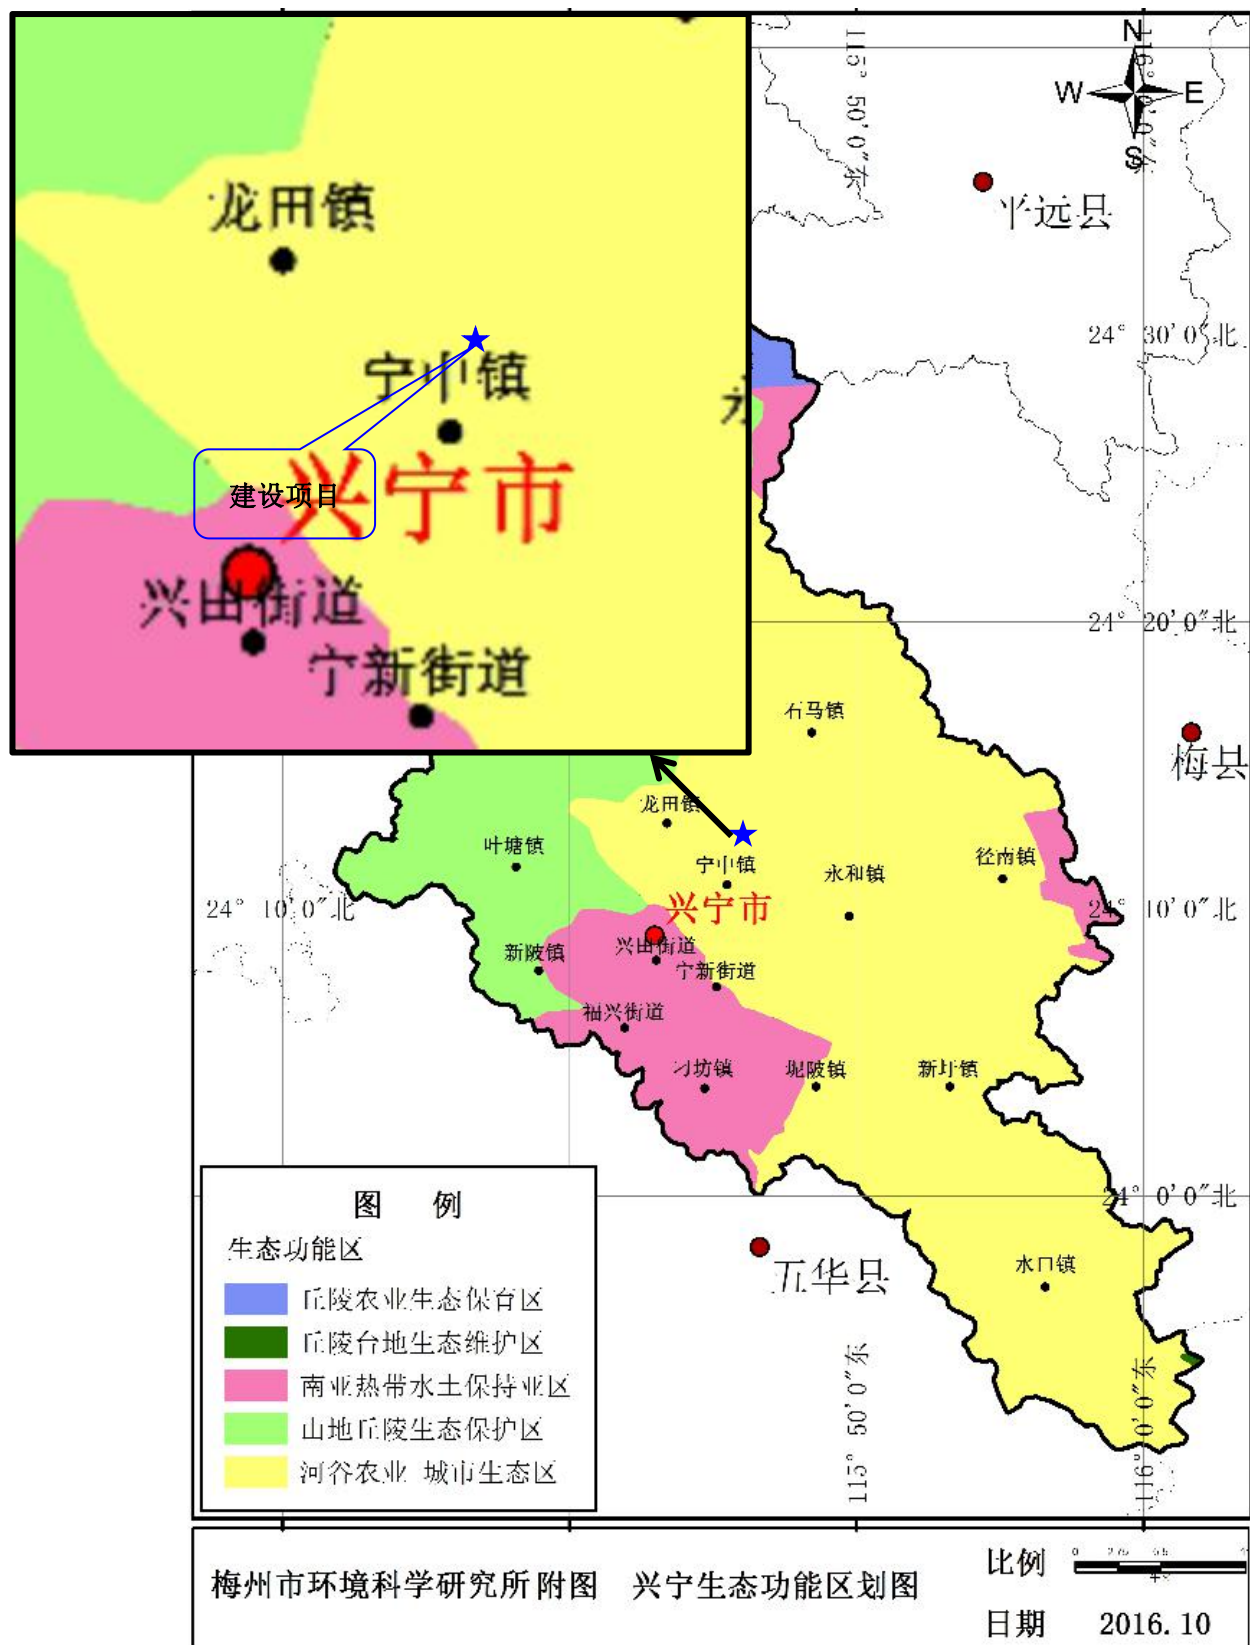 龙田镇
宁中镇
建设项目
兴宁市
兴田街道
宁新街道
115° 50′0″东
N
W
E
S
平远县
24° 30′0″北
24° 20′0″北
石马镇
梅县
龙田镇
叶塘镇
宁中镇
永和镇
径南镇
24° 10′0″北
兴宁市
24° 10′0″北
新陂镇
兴田街道
宁新街道
福兴街道
刁坊镇
坭陂镇
新圩镇
24° 0′0″北
五华县
水口镇
115° 50′0″东
116° 0′0″东
图 例
生态功能区
丘陵农业生态保育区
丘陵台地生态维护区
南亚热带水土保持亚区
山地丘陵生态保护区
河谷农业 城市生态区
梅州市环境科学研究所附图 兴宁生态功能区划图
比例
日期 2016.10